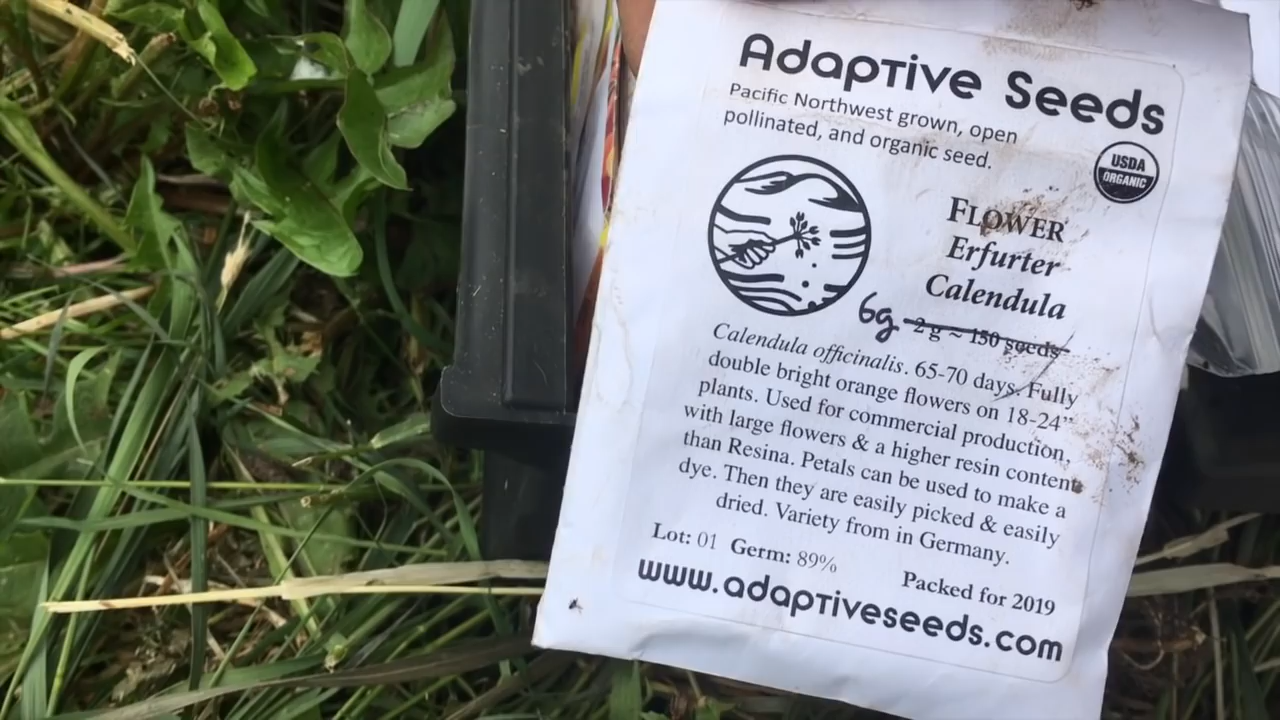 Adaptive Seeds
Pacific Northwest grown, open
pollinated, and organic seed.
USDA
ORGANIC
FLOWER
Erfurter
Calendula
6g 2 g ~ 150 seeds
Calendula officinalis. 65-70 days. Fully
double bright orange flowers on 18-24”
plants. Used for commercial production,
with large flowers & a higher resin content
than Resina. Petals can be used to make a
dye. Then they are easily picked & easily
dried. Variety from in Germany.
Lot: 01 Germ: 89%
Packed for 2019
www.adaptiveseeds.com